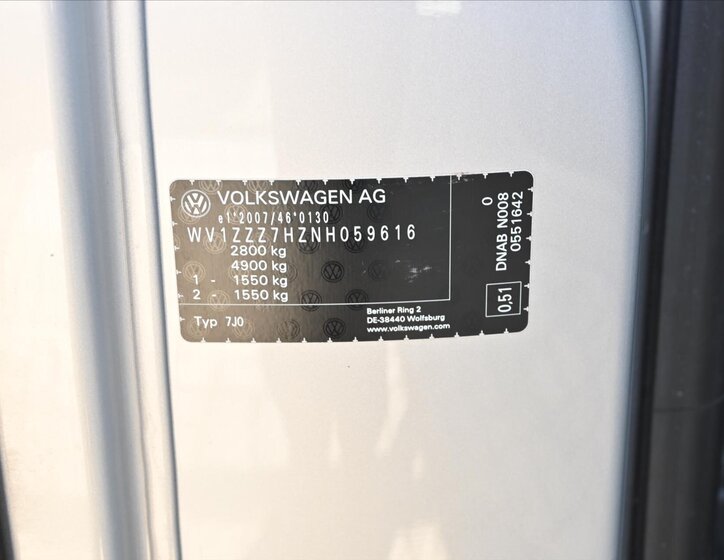 VOLKSWAGEN AG
e1*2007/46*0130
WV1ZZZ7HZNH059616
2800 kg
4900 kg
1 - 1550 kg
2 - 1550 kg
Typ 7J0
Berliner Ring 2
DE-38440 Wolfsburg
www.volkswagen.com
DNAB N008 0
0551642
0,51